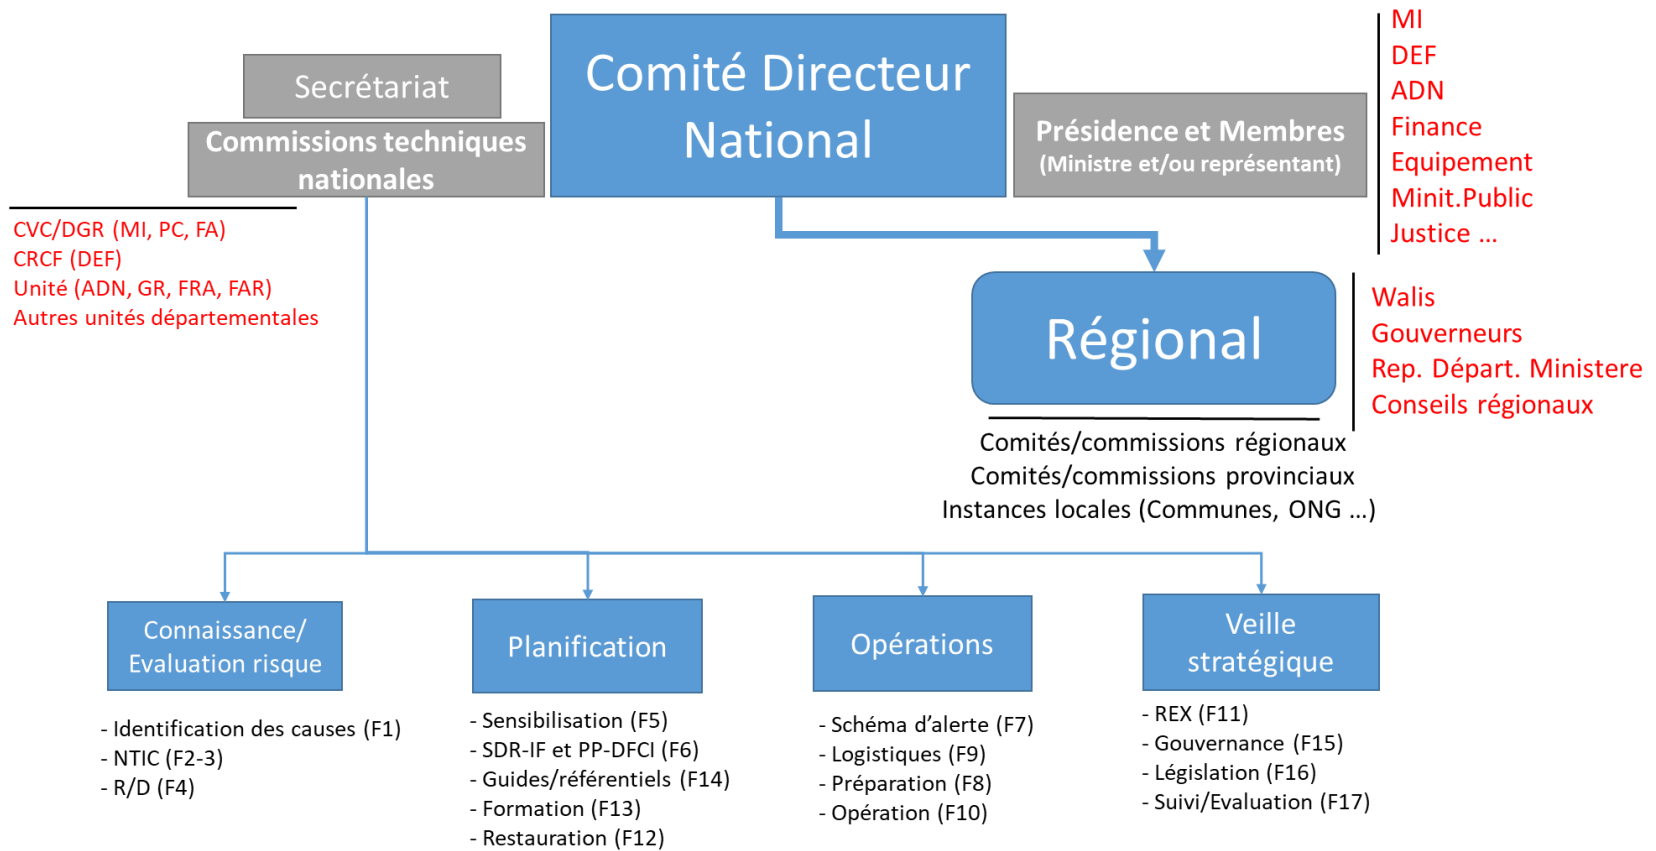 Comité Directeur
National
Secrétariat
Commissions techniques
nationales
Présidence et Membres
(Ministre et/ou représentant)
MI
DEF
ADN
Finance
Equipement
Minit.Public
Justice ...
CVC/DGR (MI, PC, FA)
CRCF (DEF)
Unité (ADN, GR, FRA, FAR)
Autres unités départementales
Régional
Walis
Gouverneurs
Rep. Départ. Ministere
Conseils régionaux
Comités/commissions régionaux
Comités/commissions provinciaux
Instances locales (Communes, ONG ...)
Connaissance/
Evaluation risque
- Identification des causes (F1)
- NTIC (F2-3)
- R/D (F4)
Planification
- Sensibilisation (F5)
- SDR-IF et PP-DFCI (F6)
- Guides/référentiels (F14)
- Formation (F13)
- Restauration (F12)
Opérations
- Schéma d’alerte (F7)
- Logistiques (F9)
- Préparation (F8)
- Opération (F10)
Veille
stratégique
- REX (F11)
- Gouvernance (F15)
- Législation (F16)
- Suivi/Evaluation (F17)